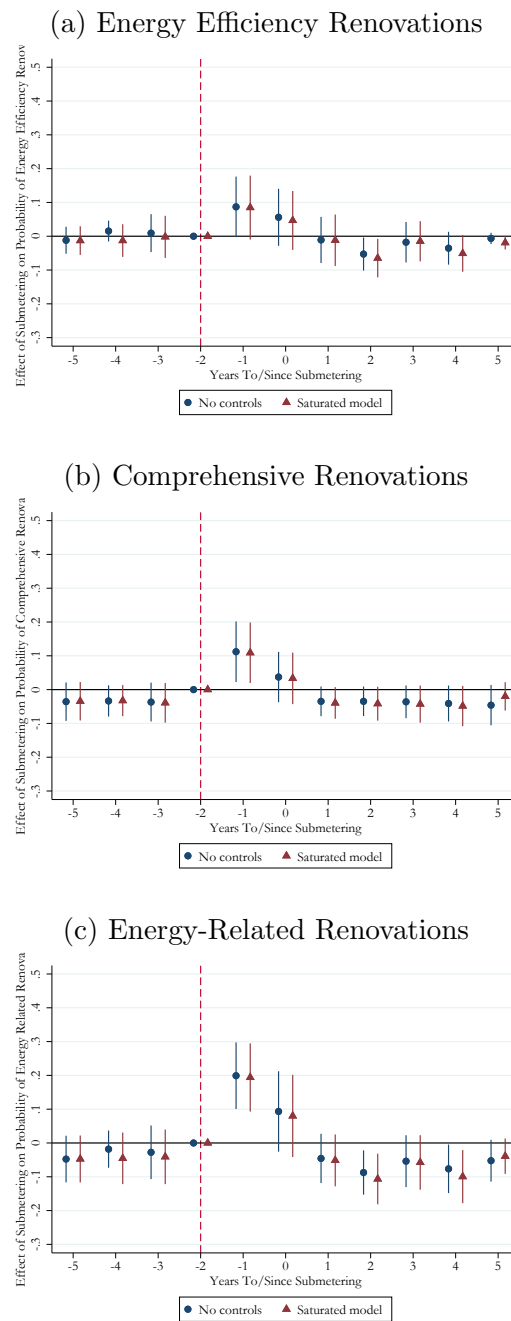 (a) Energy Efficiency Renovations
Effect of Submetering on Probability of Energy Efficiency Renov
.5
.4
.3
.2
.1
0
-.1
-.2
-.3
-5 -4 -3 -2 -1 0 1 2 3 4 5
Years To/Since Submetering
No controls Saturated model
(b) Comprehensive Renovations
Effect of Submetering on Probability of Comprehensive Renova
.5
.4
.3
.2
.1
0
-.1
-.2
-.3
-5 -4 -3 -2 -1 0 1 2 3 4 5
Years To/Since Submetering
No controls Saturated model
(c) Energy-Related Renovations
Effect of Submetering on Probability of Energy Related Renova
.5
.4
.3
.2
.1
0
-.1
-.2
-.3
-5 -4 -3 -2 -1 0 1 2 3 4 5
Years To/Since Submetering
No controls Saturated model